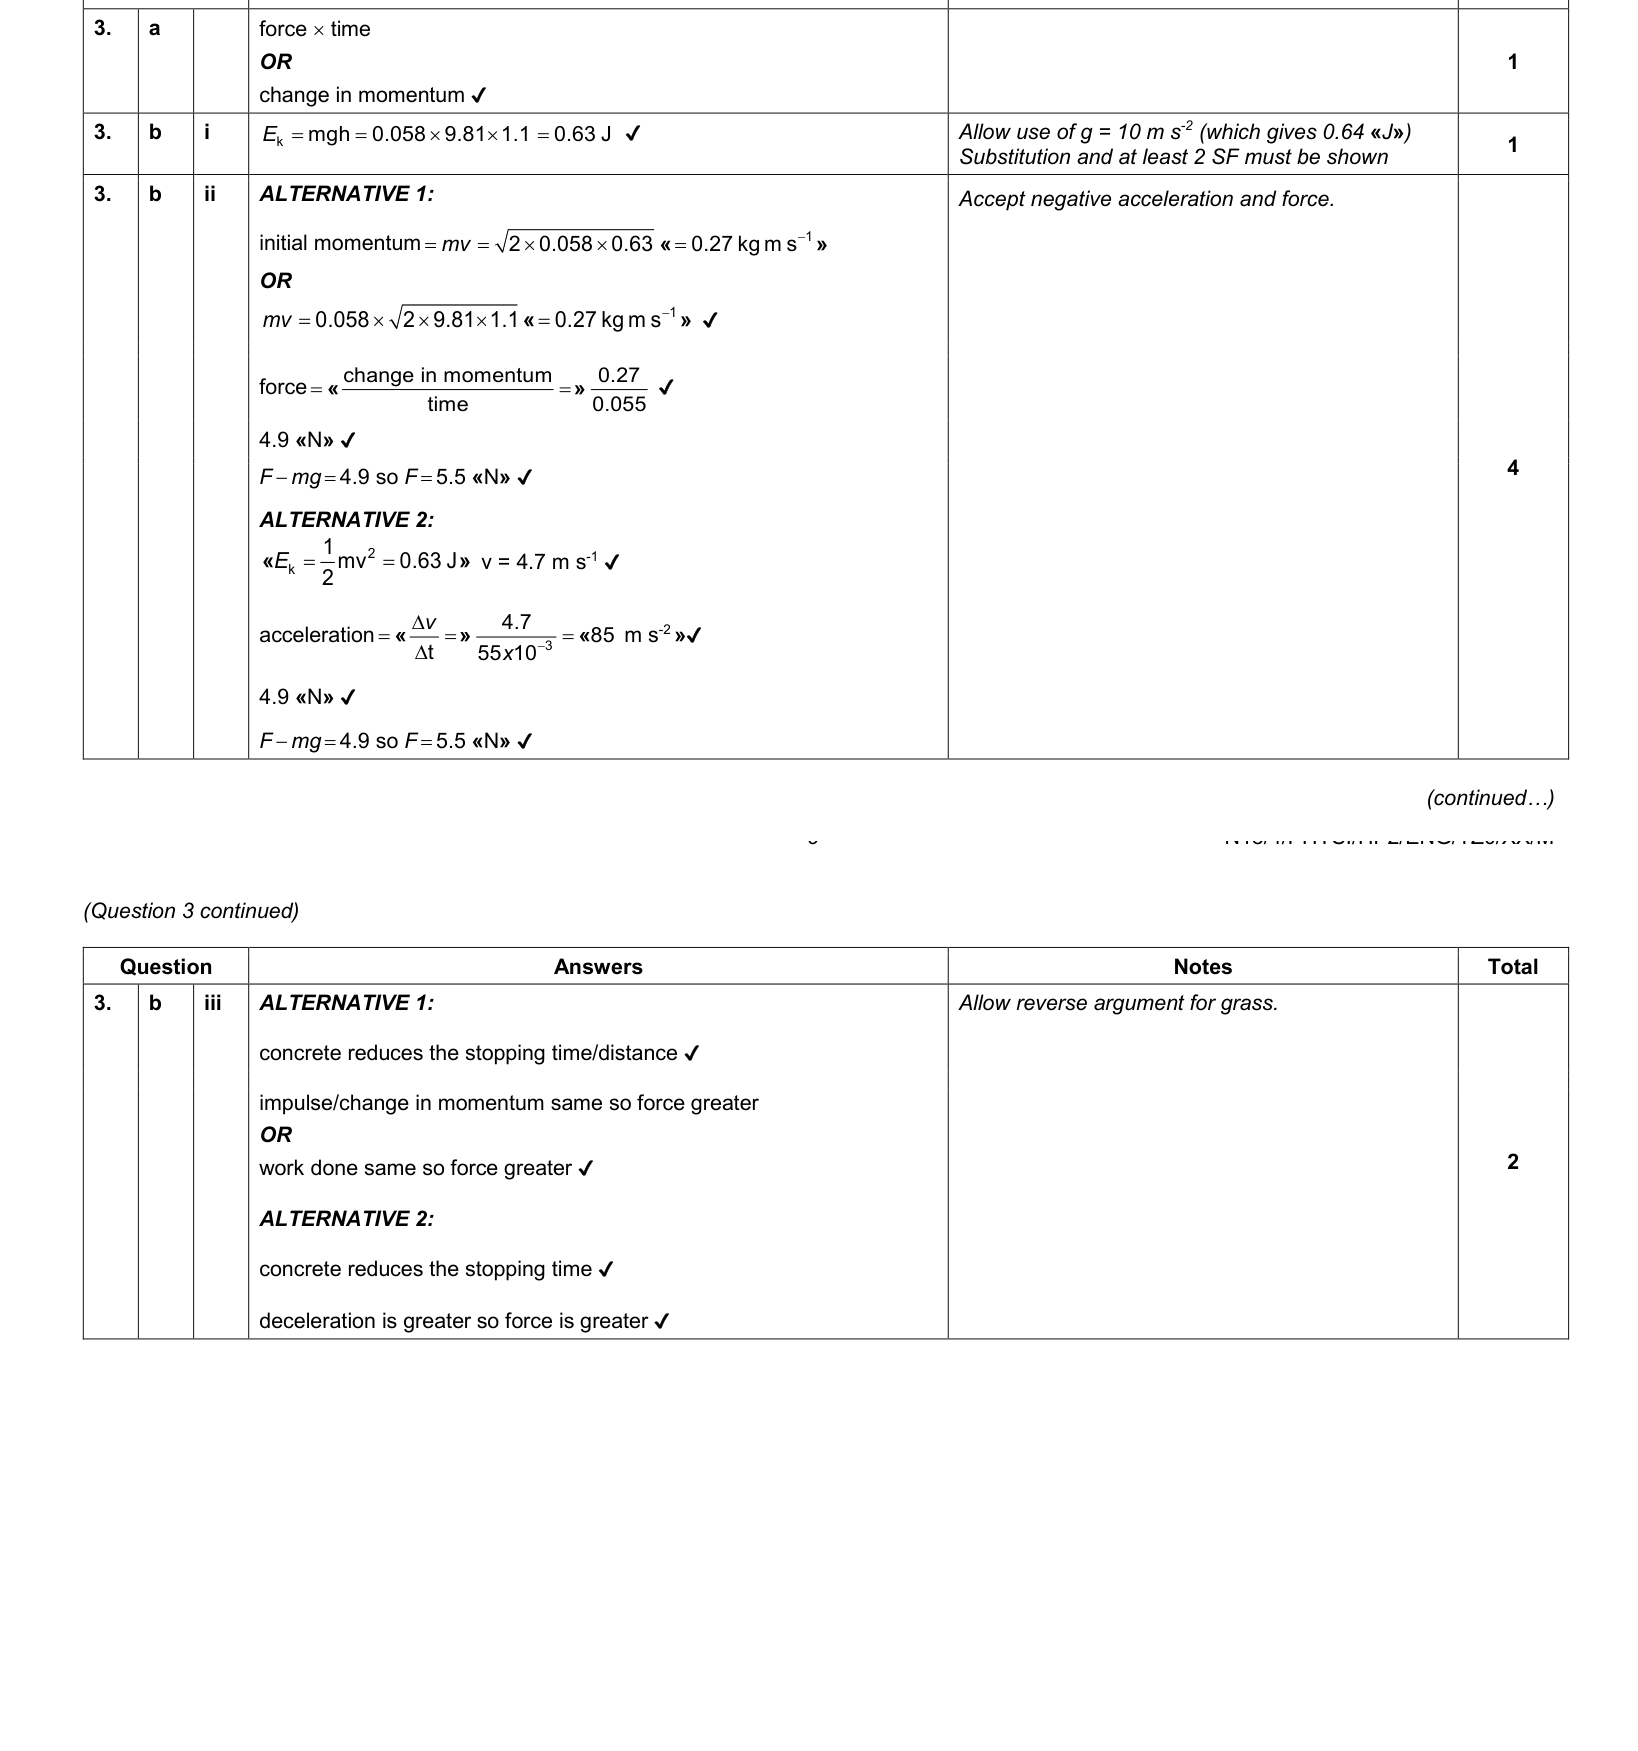 3. a force × time 1
OR
change in momentum ✓
3. b i E_k = mgh = 0.058 × 9.81 × 1.1 = 0.63 J ✓ Allow use of g = 10 m s⁻² (which gives 0.64 «J») 1
Substitution and at least 2 SF must be shown
3. b ii ALTERNATIVE 1: Accept negative acceleration and force. 4
initial momentum = mv = √(2 × 0.058 × 0.63) « = 0.27 kg m s⁻¹ »
OR
mv = 0.058 × √(2 × 9.81 × 1.1) « = 0.27 kg m s⁻¹ » ✓
force = « change in momentum / time = » 0.27 / 0.055 ✓
4.9 «N» ✓
F – mg = 4.9 so F = 5.5 «N» ✓
ALTERNATIVE 2:
«E_k = 1/2 mv² = 0.63 J» v = 4.7 m s⁻¹ ✓
acceleration = « Δv / Δt = » 4.7 / 55x10⁻³ = «85 m s⁻² » ✓
4.9 «N» ✓
F – mg = 4.9 so F = 5.5 «N» ✓
(continued…)
(Question 3 continued)
Question Answers Notes Total
3. b iii ALTERNATIVE 1: Allow reverse argument for grass. 2
concrete reduces the stopping time/distance ✓
impulse/change in momentum same so force greater
OR
work done same so force greater ✓
ALTERNATIVE 2:
concrete reduces the stopping time ✓
deceleration is greater so force is greater ✓